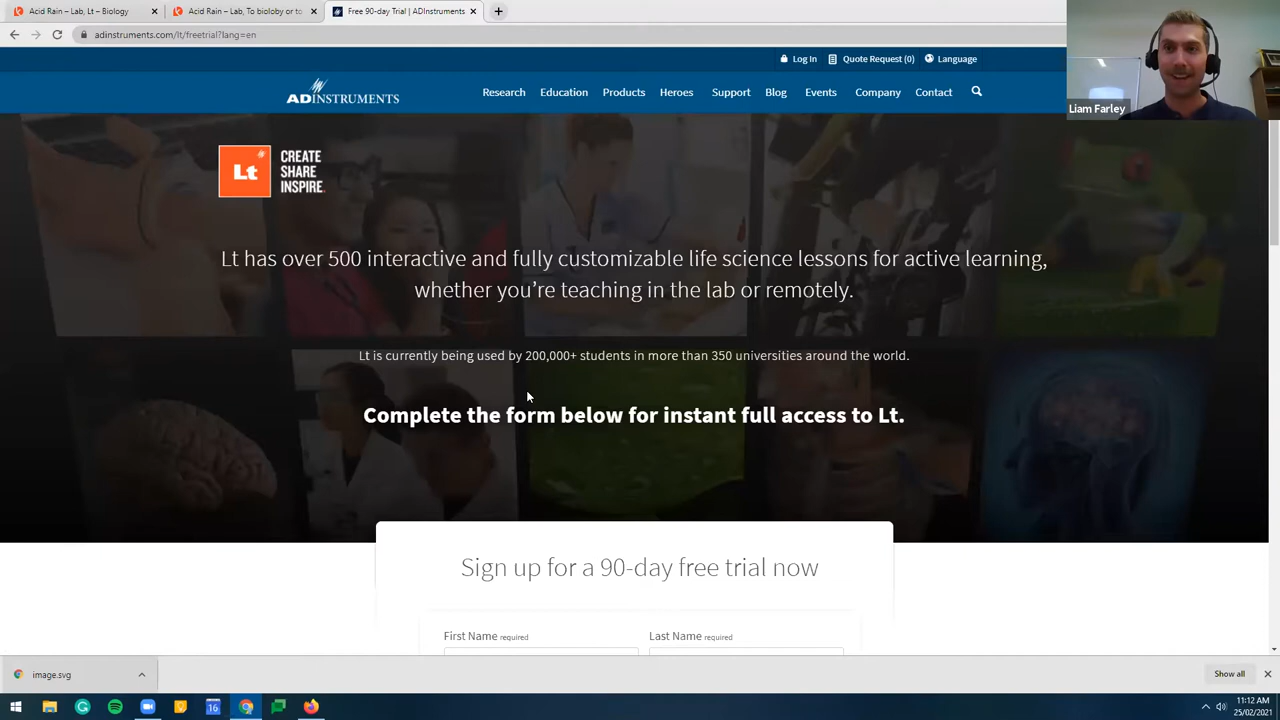 Acid Rain – Lab, Lt – Biology
Acid Rain – Lab, To bioloby or to
Free 90-day Trial | ADInstruments
adinstruments.com/lt/freetrial?lang=en
Log In
Quote Request (0)
Language
ADINSTRUMENTS
Research
Education
Products
Heroes
Support
Blog
Events
Company
Contact
Liam Farley
Lt
CREATE
SHARE
INSPIRE.
Lt has over 500 interactive and fully customizable life science lessons for active learning,
whether you’re teaching in the lab or remotely.
Lt is currently being used by 200,000+ students in more than 350 universities around the world.
Complete the form below for instant full access to Lt.
Sign up for a 90-day free trial now
First Name required
Last Name required
image.svg
Show all
16
11:12 AM
25/02/2021